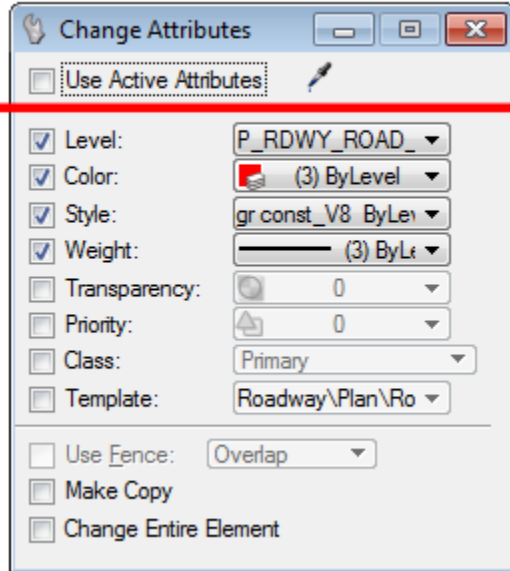 Change Attributes
Use Active Attributes
Level: P_RDWY_ROAD_
Color: (3) ByLevel
Style: gr const_V8 ByLev
Weight: (3) ByLe
Transparency: 0
Priority: 0
Class: Primary
Template: Roadway\Plan\Ro
Use Fence: Overlap
Make Copy
Change Entire Element